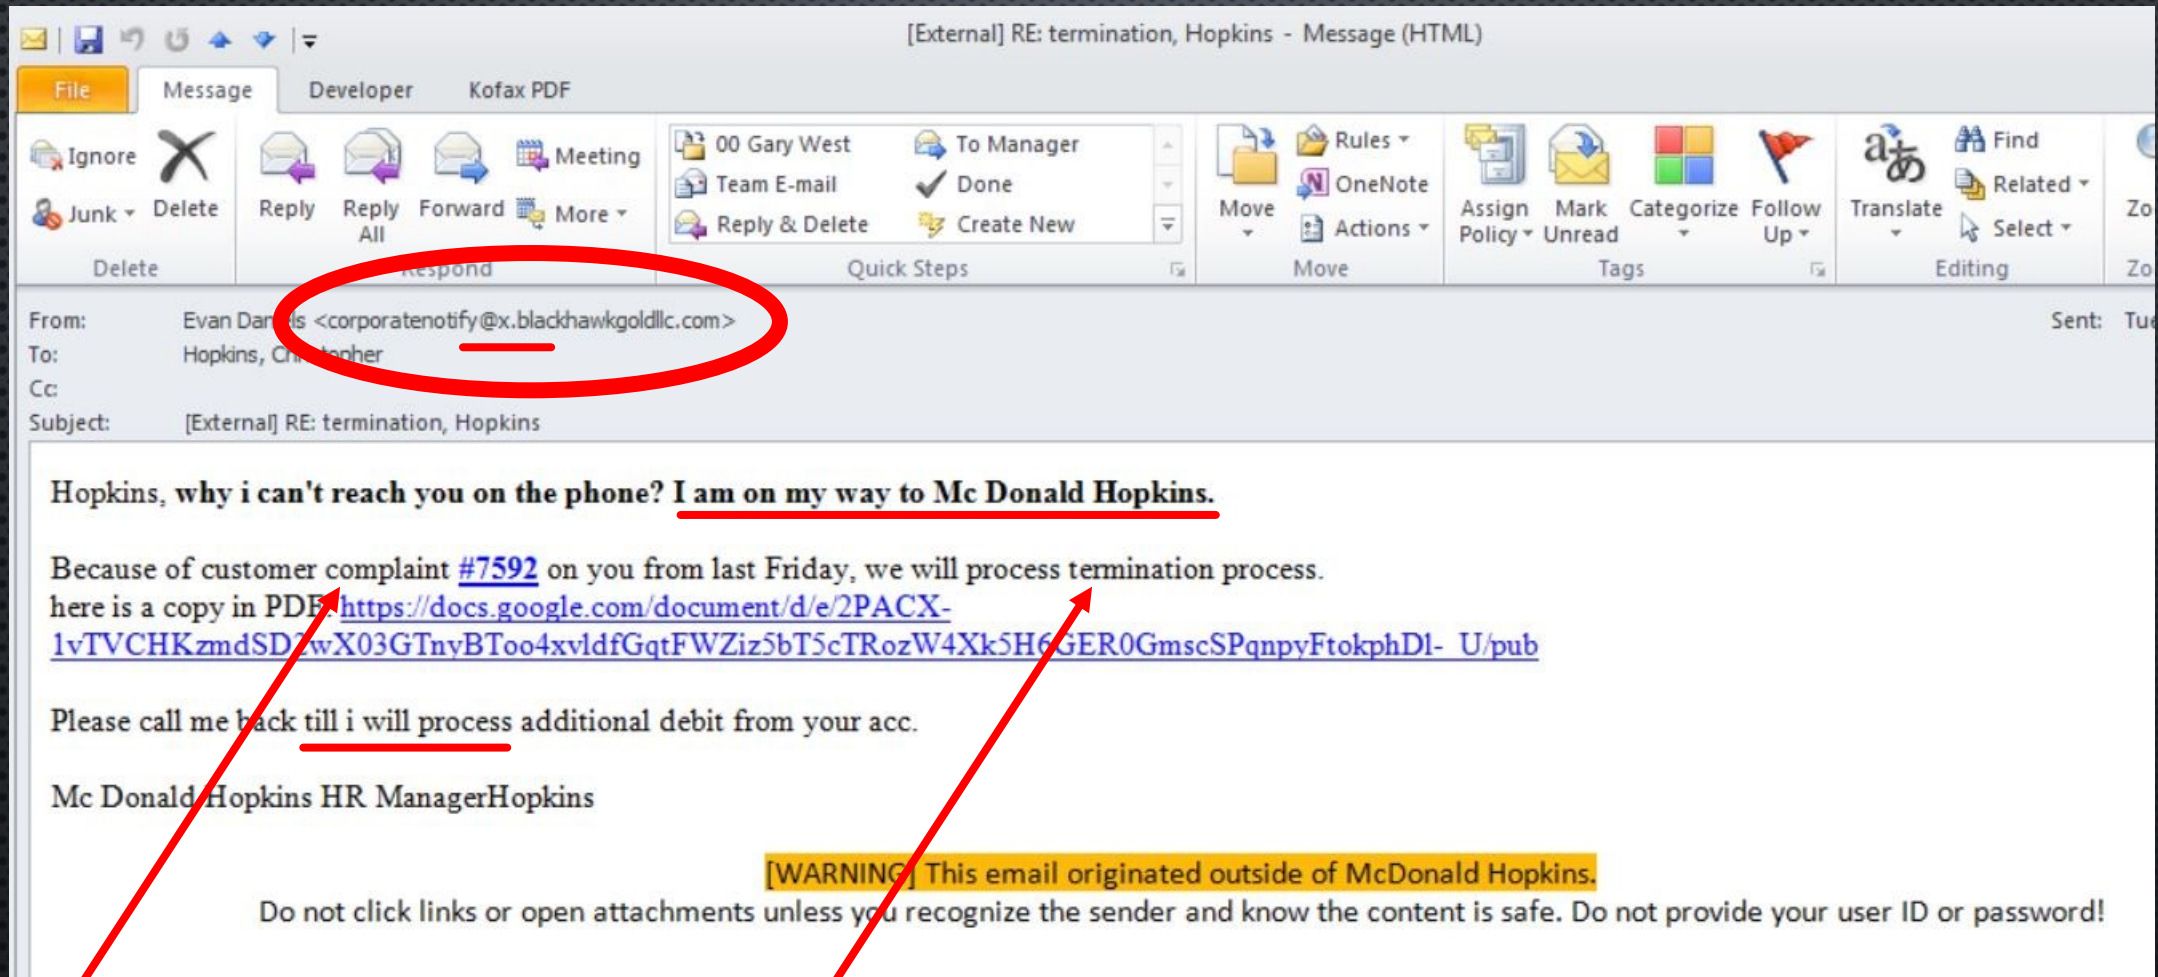 [External] RE: termination, Hopkins - Message (HTML)
File Message Developer Kofax PDF
Ignore
Junk
Delete
Reply
Reply All
Forward
Meeting
More
00 Gary West
Team E-mail
Reply & Delete
To Manager
Done
Create New
Move
Rules
OneNote
Actions
Assign Policy
Mark Unread
Categorize
Follow Up
Translate
Find
Related
Select
Delete Respond Quick Steps Move Tags Editing
From: Evan Daniels <corporatenotify@x.blackhawkgoldllc.com> Sent: Tue
To: Hopkins, Christopher
Cc:
Subject: [External] RE: termination, Hopkins
Hopkins, why i can't reach you on the phone? I am on my way to Mc Donald Hopkins.
Because of customer complaint #7592 on you from last Friday, we will process termination process.
here is a copy in PDF: https://docs.google.com/document/d/e/2PACX-
1vTVCHKzmdSD2wX03GTnyBToo4xvldfGqtFWZiz5bT5cTRozW4Xk5H6GER0GmscSPqnpyFtokphDl-_U/pub
Please call me back till i will process additional debit from your acc.
Mc Donald Hopkins HR ManagerHopkins
[WARNING] This email originated outside of McDonald Hopkins.
Do not click links or open attachments unless you recognize the sender and know the content is safe. Do not provide your user ID or password!